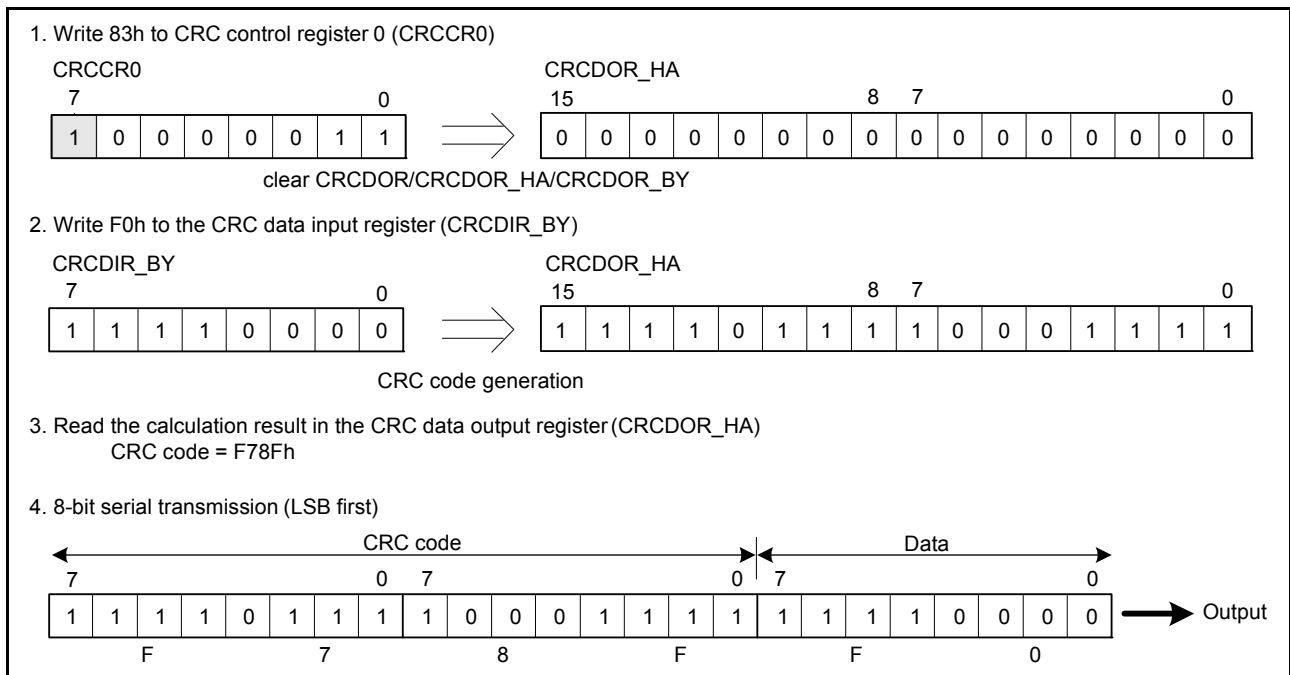 1. Write 83h to CRC control register 0 (CRCCR0)
CRCCR0 CRCDOR_HA
7 0 15 8 7 0
1 0 0 0 0 0 1 1 0 0 0 0 0 0 0 0 0 0 0 0 0 0 0 0
clear CRCDOR/CRCDOR_HA/CRCDOR_BY
2. Write F0h to the CRC data input register (CRCDIR_BY)
CRCDIR_BY CRCDOR_HA
7 0 15 8 7 0
1 1 1 1 0 0 0 0 1 1 1 1 0 1 1 1 1 0 0 0 1 1 1 1
CRC code generation
3. Read the calculation result in the CRC data output register (CRCDOR_HA)
CRC code = F78Fh
4. 8-bit serial transmission (LSB first)
CRC code Data
7 0 7 0 7 0
1 1 1 1 0 1 1 1 1 0 0 0 1 1 1 1 1 1 1 1 0 0 0 0 Output
F 7 8 F F 0